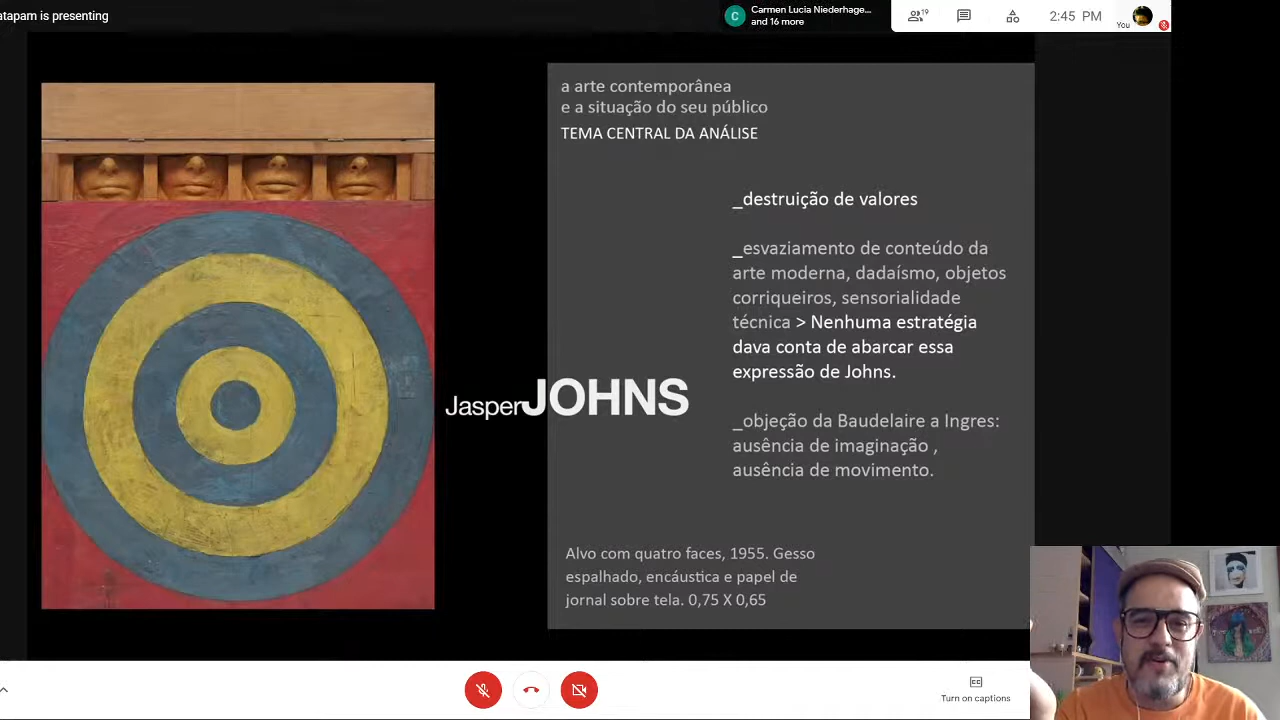 atapam is presenting
C
Carmen Lucia Niederhage...
and 16 more
19
2:45 PM
You
a arte contemporânea
e a situação do seu público
TEMA CENTRAL DA ANÁLISE
_destruição de valores
_esvaziamento de conteúdo da
arte moderna, dadaísmo, objetos
corriqueiros, sensorialidade
técnica > Nenhuma estratégia
dava conta de abarcar essa
expressão de Johns.
JasperJOHNS
_objeção da Baudelaire a Ingres:
ausência de imaginação ,
ausência de movimento.
Alvo com quatro faces, 1955. Gesso
espalhado, encáustica e papel de
jornal sobre tela. 0,75 X 0,65
CC
Turn on captions